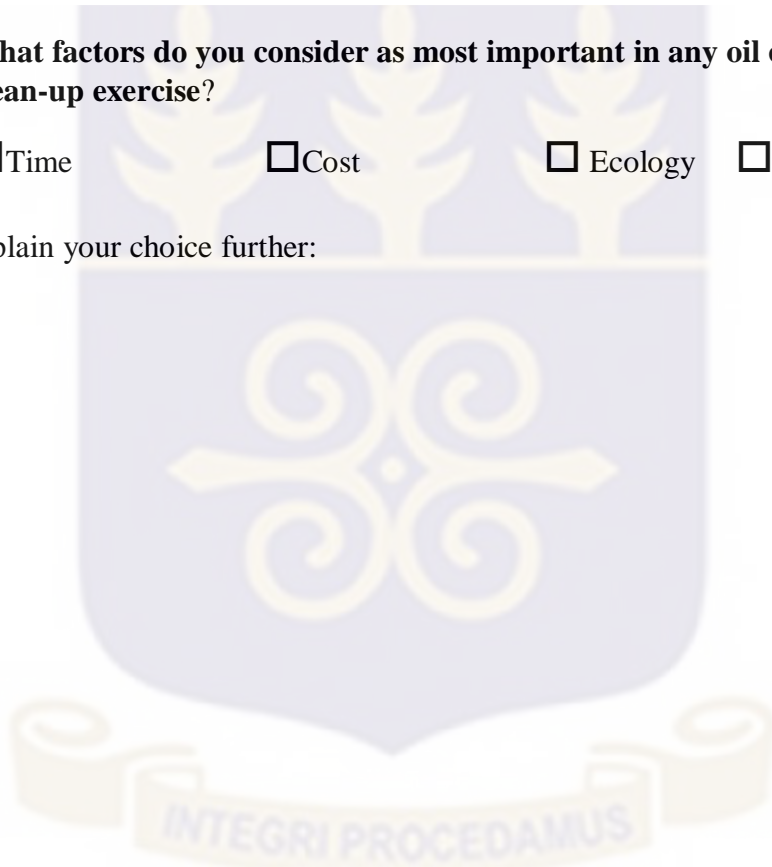 hat factors do you consider as most important in any oil
ean-up exercise?
☐Time ☐Cost ☐ Ecology ☐
plain your choice further:
INTEGRI PROCEDAMUS